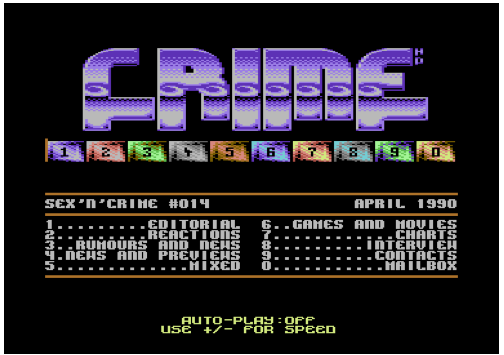 CRIME
HD
1 2 3 4 5 6 7 8 9 0
SEX'N'CRIME #014 APRIL 1990
1.........EDITORIAL 6..GAMES AND MOVIES
2.........REACTIONS 7............CHARTS
3..RUMOURS AND NEWS 8.........INTERVIEW
4.NEWS AND PREVIEWS 9..........CONTACTS
5.............MIXED 0...........MAILBOX
AUTO-PLAY:OFF
USE +/- FOR SPEED